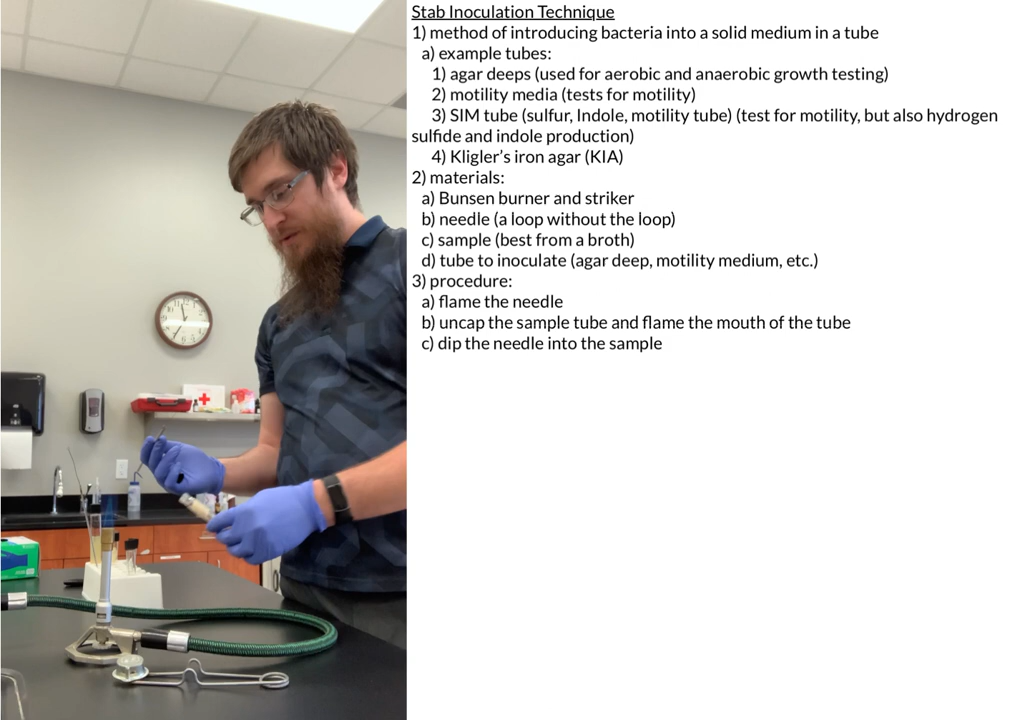 Stab Inoculation Technique
1) method of introducing bacteria into a solid medium in a tube
a) example tubes:
1) agar deeps (used for aerobic and anaerobic growth testing)
2) motility media (tests for motility)
3) SIM tube (sulfur, Indole, motility tube) (test for motility, but also hydrogen
sulfide and indole production)
4) Kligler's iron agar (KIA)
2) materials:
a) Bunsen burner and striker
b) needle (a loop without the loop)
c) sample (best from a broth)
d) tube to inoculate (agar deep, motility medium, etc.)
3) procedure:
a) flame the needle
b) uncap the sample tube and flame the mouth of the tube
c) dip the needle into the sample